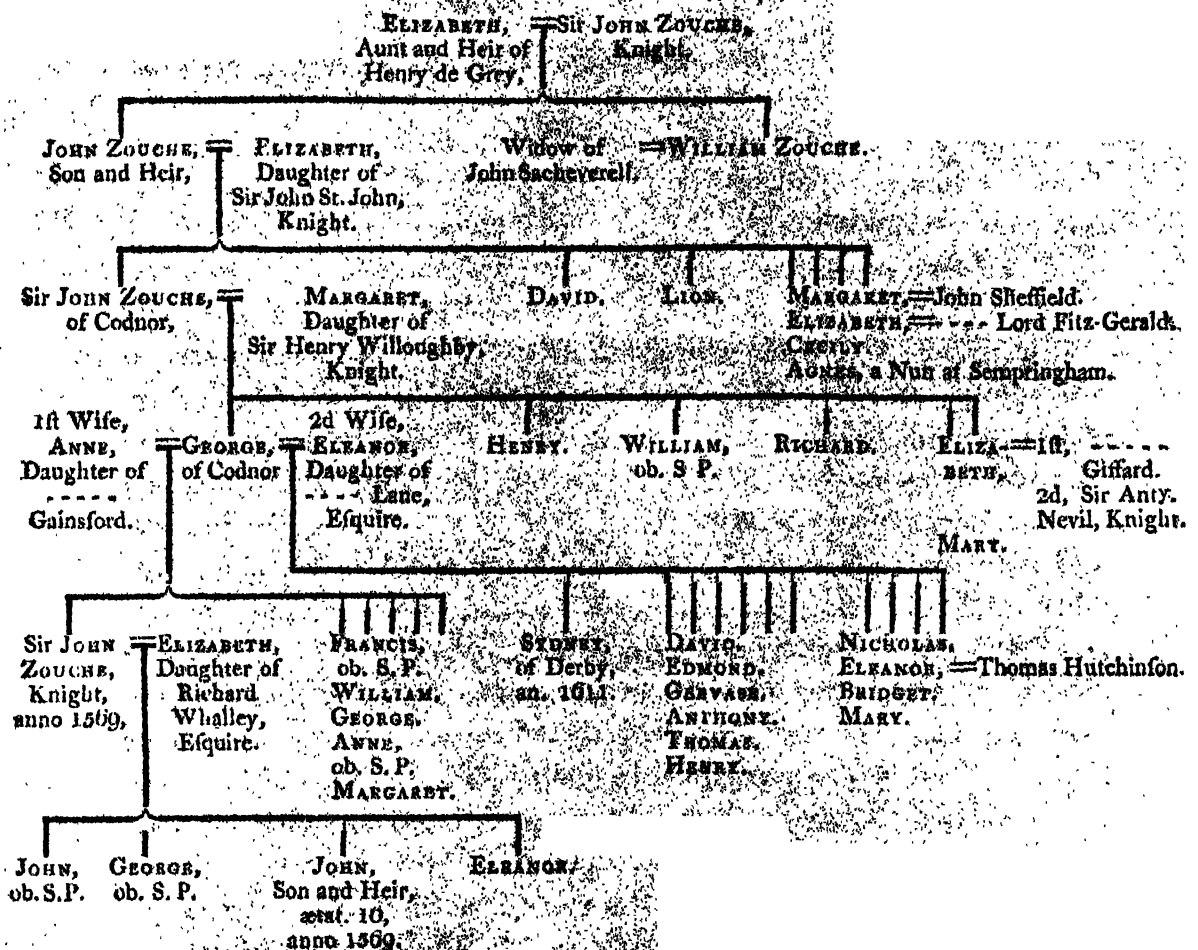 ELIZABETH, = Sir JOHN ZOUCHE,
Aunt and Heir of Knight.
Henry de Grey,
JOHN ZOUCHE, = ELIZABETH, Widow of = WILLIAM ZOUCHE.
Son and Heir, Daughter of John Sacheverell.
Sir John St. John,
Knight.
Sir JOHN ZOUCHE, = MARGARET, DAVID. LION. MARGARET, = John Sheffield.
of Codnor, Daughter of ELIZABETH, = - - - Lord Fitz-Gerald.
Sir Henry Willoughby, CECILY.
Knight. AGNES, a Nun at Sempringham.
1ſt Wife, 2d Wife,
ANNE, = GEORGE, = ELEANOR, HENRY. WILLIAM, RICHARD. ELIZA- = 1ſt, - - - - -
Daughter of of Codnor Daughter of ob. S P. BETH, Giffard.
- - - - - - - - - Lane, 2d, Sir Anty.
Gainsford. Eſquire. Nevil, Knight.
MARY.
Sir JOHN = ELIZABETH, FRANCIS, SYDNEY, DAVID. NICHOLAS.
ZOUCHE, Daughter of ob. S. P. of Derby, EDMOND. ELEANOR, = Thomas Hutchinſon.
Knight, Richard WILLIAM. an. 1611. GERVASE. BRIDGET.
anno 1569, Whalley, GEORGE. ANTHONY. MARY.
Eſquire. ANNE, THOMAS.
ob. S. P. HENRY.
MARGARET.
JOHN, GEORGE, JOHN, ELEANOR.
ob. S.P. ob. S. P. Son and Heir,
ætat. 10,
anno 1569.